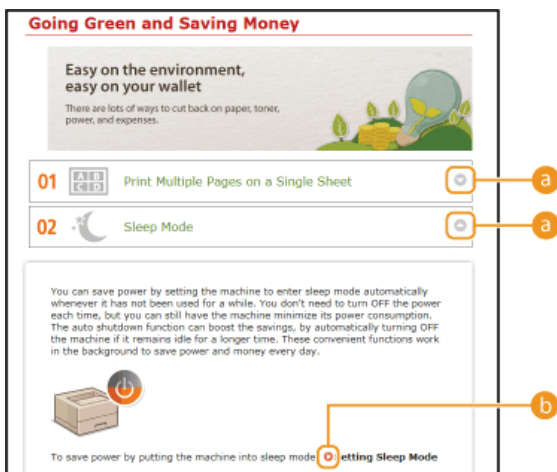 Going Green and Saving Money
Easy on the environment,
easy on your wallet
There are lots of ways to cut back on paper, toner,
power, and expenses.
01 A B C D Print Multiple Pages on a Single Sheet a
02 Sleep Mode a
You can save power by setting the machine to enter sleep mode automatically
whenever it has not been used for a while. You don't need to turn OFF the power
each time, but you can still have the machine minimize its power consumption.
The auto shutdown function can boost the savings, by automatically turning OFF
the machine if it remains idle for a longer time. These convenient functions work
in the background to save power and money every day.
b
To save power by putting the machine into sleep mode etting Sleep Mode